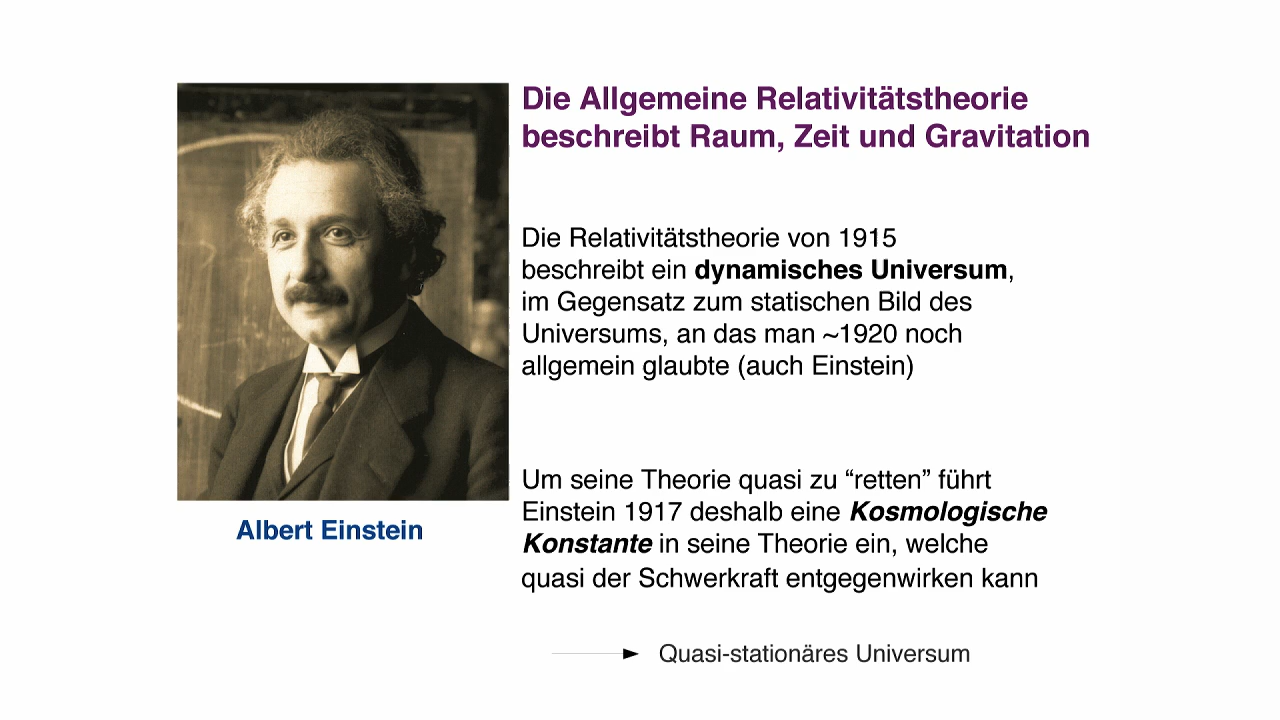 Die Allgemeine Relativitätstheorie
beschreibt Raum, Zeit und Gravitation
Die Relativitätstheorie von 1915
beschreibt ein dynamisches Universum,
im Gegensatz zum statischen Bild des
Universums, an das man ~1920 noch
allgemein glaubte (auch Einstein)
Um seine Theorie quasi zu “retten” führt
Einstein 1917 deshalb eine Kosmologische
Konstante in seine Theorie ein, welche
quasi der Schwerkraft entgegenwirken kann
Albert Einstein
Quasi-stationäres Universum